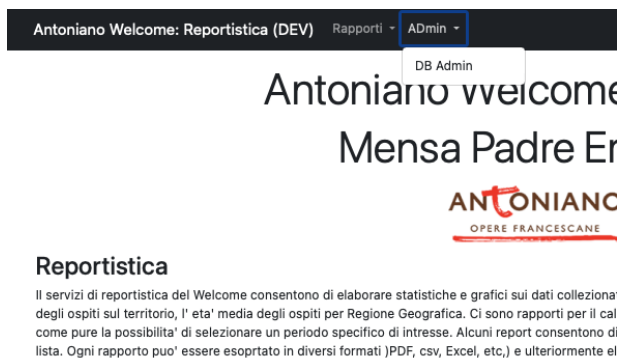 Antoniano Welcome: Reportistica (DEV) Rapporti ADmin
DB Admin
Antoniano Welcome
Mensa Padre Er
ANTONIANO
OPERE FRANCESCANE
Reportistica
Il servizi di reportistica del Welcome consentono di elaborare statistiche e grafici sui dati collezionat
degli ospiti sul territorio, l' eta' media degli ospiti per Regione Geografica. Ci sono rapporti per il cal
come pure la possibilita' di selezionare un periodo specifico di intresse. Alcuni report consentono di
lista. Ogni rapporto puo' essere esoprtato in diversi formati )PDF, csv, Excel, etc,) e ulteriormente el